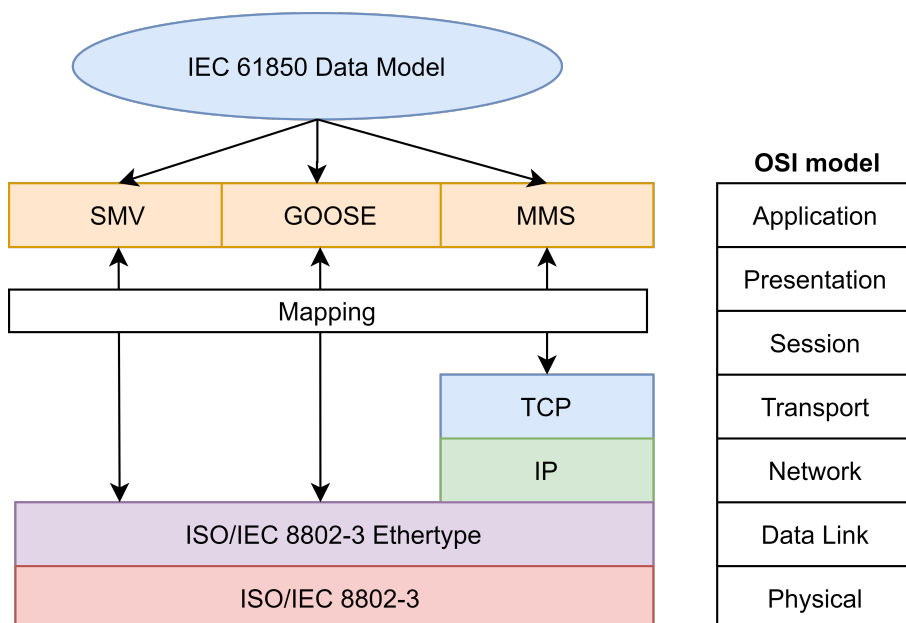 IEC 61850 Data Model
OSI model
SMV
GOOSE
MMS
Application
Presentation
Mapping
Session
TCP
Transport
IP
Network
ISO/IEC 8802-3 Ethertype
Data Link
ISO/IEC 8802-3
Physical